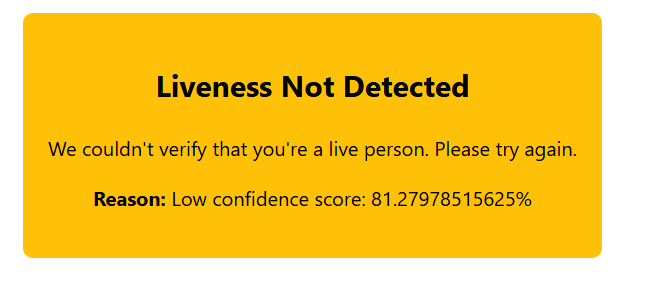 Liveness Not Detected
We couldn't verify that you're a live person. Please try again.
Reason: Low confidence score: 81.27978515625%